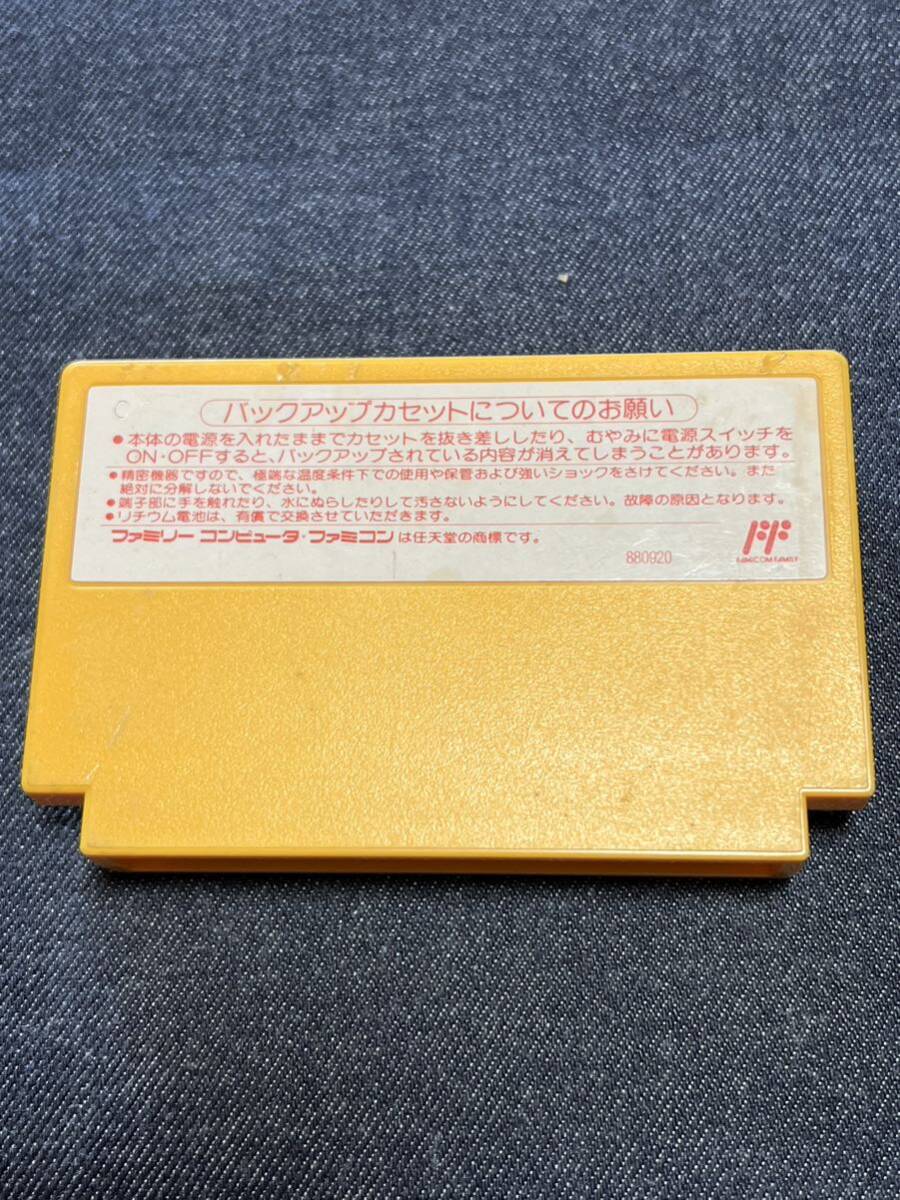 バックアップカセットについてのお願い
●本体の電源を入れたままでカセットを抜き差ししたり、むやみに電源スイッチを
ON・OFFすると、バックアップされている内容が消えてしまうことがあります。
●精密機器ですので、極端な温度条件下での使用や保管および強いショックをさけてください。また
絶対に分解しないでください。
●端子部に手を触れたり、水にぬらしたりして汚さないようにしてください。故障の原因となります。
●リチウム電池は、有償で交換させていただきます。
ファミリー コンピュータ・ファミコンは任天堂の商標です。
880920
FAMICOM FAMILY